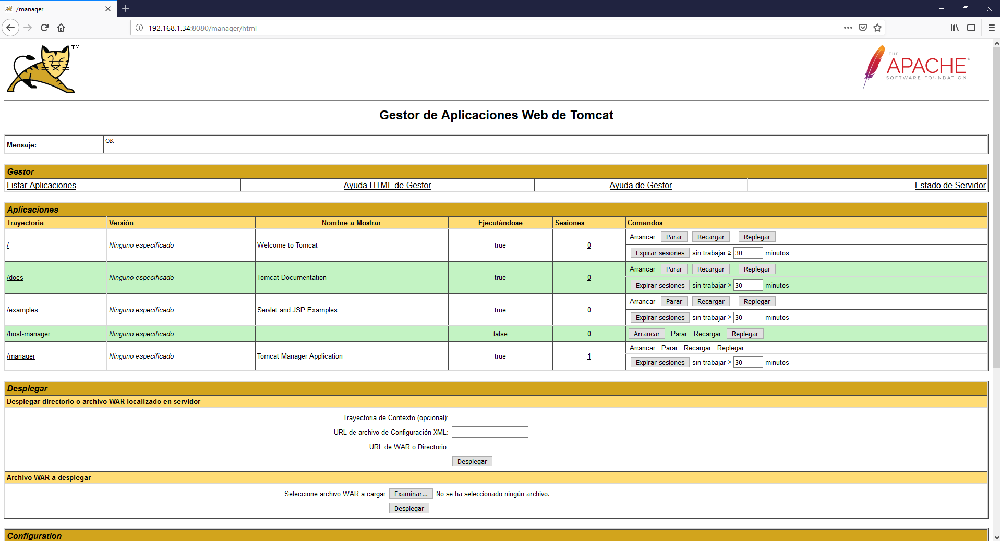 /manager
192.168.1.34:8080/manager/html
TM
THE
APACHE®
SOFTWARE FOUNDATION
Gestor de Aplicaciones Web de Tomcat
Mensaje: OK
Gestor
Listar Aplicaciones Ayuda HTML de Gestor Ayuda de Gestor Estado de Servidor
Aplicaciones
Trayectoria Versión Nombre a Mostrar Ejecutándose Sesiones Comandos
/ Ninguno especificado Welcome to Tomcat true 0 Arrancar Parar Recargar Replegar
Expirar sesiones sin trabajar ≥ 30 minutos
/docs Ninguno especificado Tomcat Documentation true 0 Arrancar Parar Recargar Replegar
Expirar sesiones sin trabajar ≥ 30 minutos
/examples Ninguno especificado Servlet and JSP Examples true 0 Arrancar Parar Recargar Replegar
Expirar sesiones sin trabajar ≥ 30 minutos
/host-manager Ninguno especificado false 0 Arrancar Parar Recargar Replegar
/manager Ninguno especificado Tomcat Manager Application true 1 Arrancar Parar Recargar Replegar
Expirar sesiones sin trabajar ≥ 30 minutos
Desplegar
Desplegar directorio o archivo WAR localizado en servidor
Trayectoria de Contexto (opcional):
URL de archivo de Configuración XML:
URL de WAR o Directorio:
Desplegar
Archivo WAR a desplegar
Seleccione archivo WAR a cargar Examinar... No se ha seleccionado ningún archivo.
Desplegar
Configuration